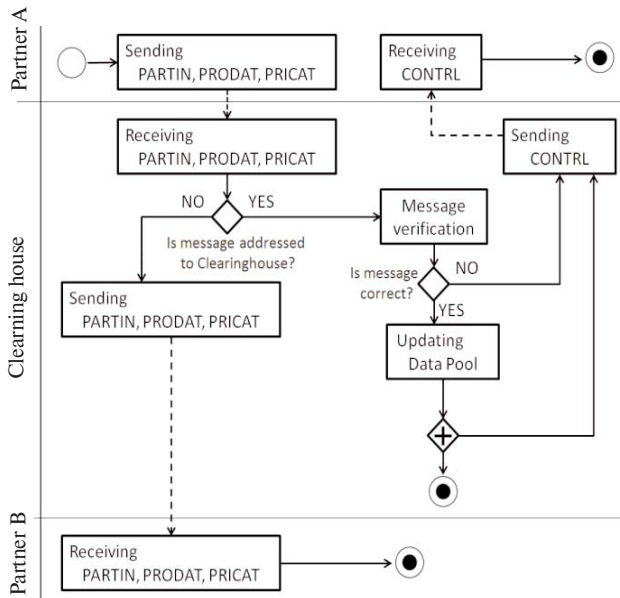 Partner A
Sending
PARTIN, PRODAT, PRICAT
Receiving
CONTRL
Clearning house
Receiving
PARTIN, PRODAT, PRICAT
Sending
CONTRL
NO
YES
Is message addressed
to Clearinghouse?
Message
verification
Is message
correct?
NO
YES
Sending
PARTIN, PRODAT, PRICAT
Updating
Data Pool
Partner B
Receiving
PARTIN, PRODAT, PRICAT